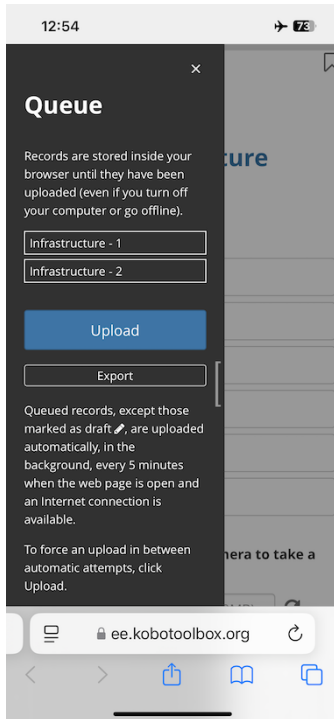 12:54
73
×
Queue
ture
Records are stored inside your
browser until they have been
uploaded (even if you turn off
your computer or go offline).
Infrastructure - 1
Infrastructure - 2
Upload
Export
Queued records, except those
marked as draft , are uploaded
automatically, in the
background, every 5 minutes
when the web page is open and
an Internet connection is
available.
To force an upload in between
automatic attempts, click
Upload.
nera to take a
ee.kobotoolbox.org